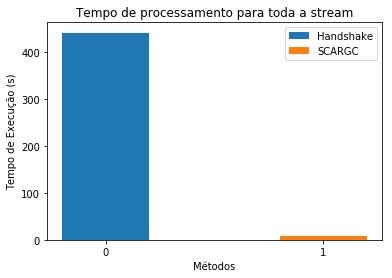 Tempo de processamento para toda a stream
Handshake
SCARGC
Tempo de Execução (s)
400
300
200
100
0
0
1
Métodos